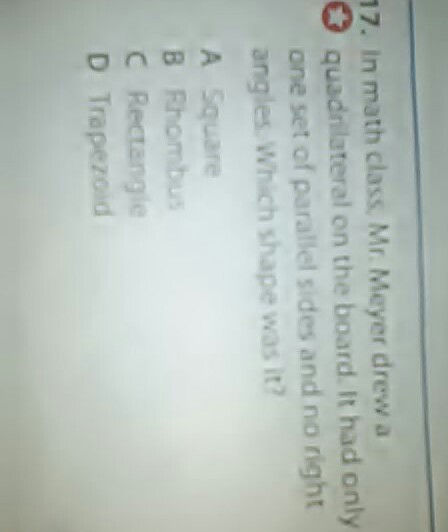 17. In math class, Mr. Meyer drew a
quadrilateral on the board. It had only
one set of parallel sides and no right
angles. Which shape was it?
A Square
B Rhombus
C Rectangle
D Trapezoid